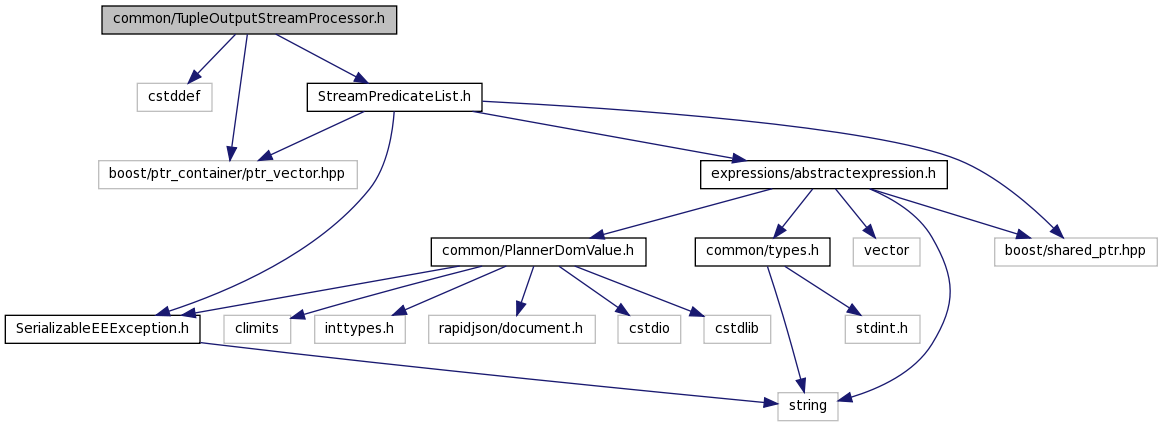 common/TupleOutputStreamProcessor.h
cstddef
StreamPredicateList.h
boost/ptr_container/ptr_vector.hpp
expressions/abstractexpression.h
common/PlannerDomValue.h
common/types.h
vector
boost/shared_ptr.hpp
SerializableEEException.h
climits
inttypes.h
rapidjson/document.h
cstdio
cstdlib
stdint.h
string